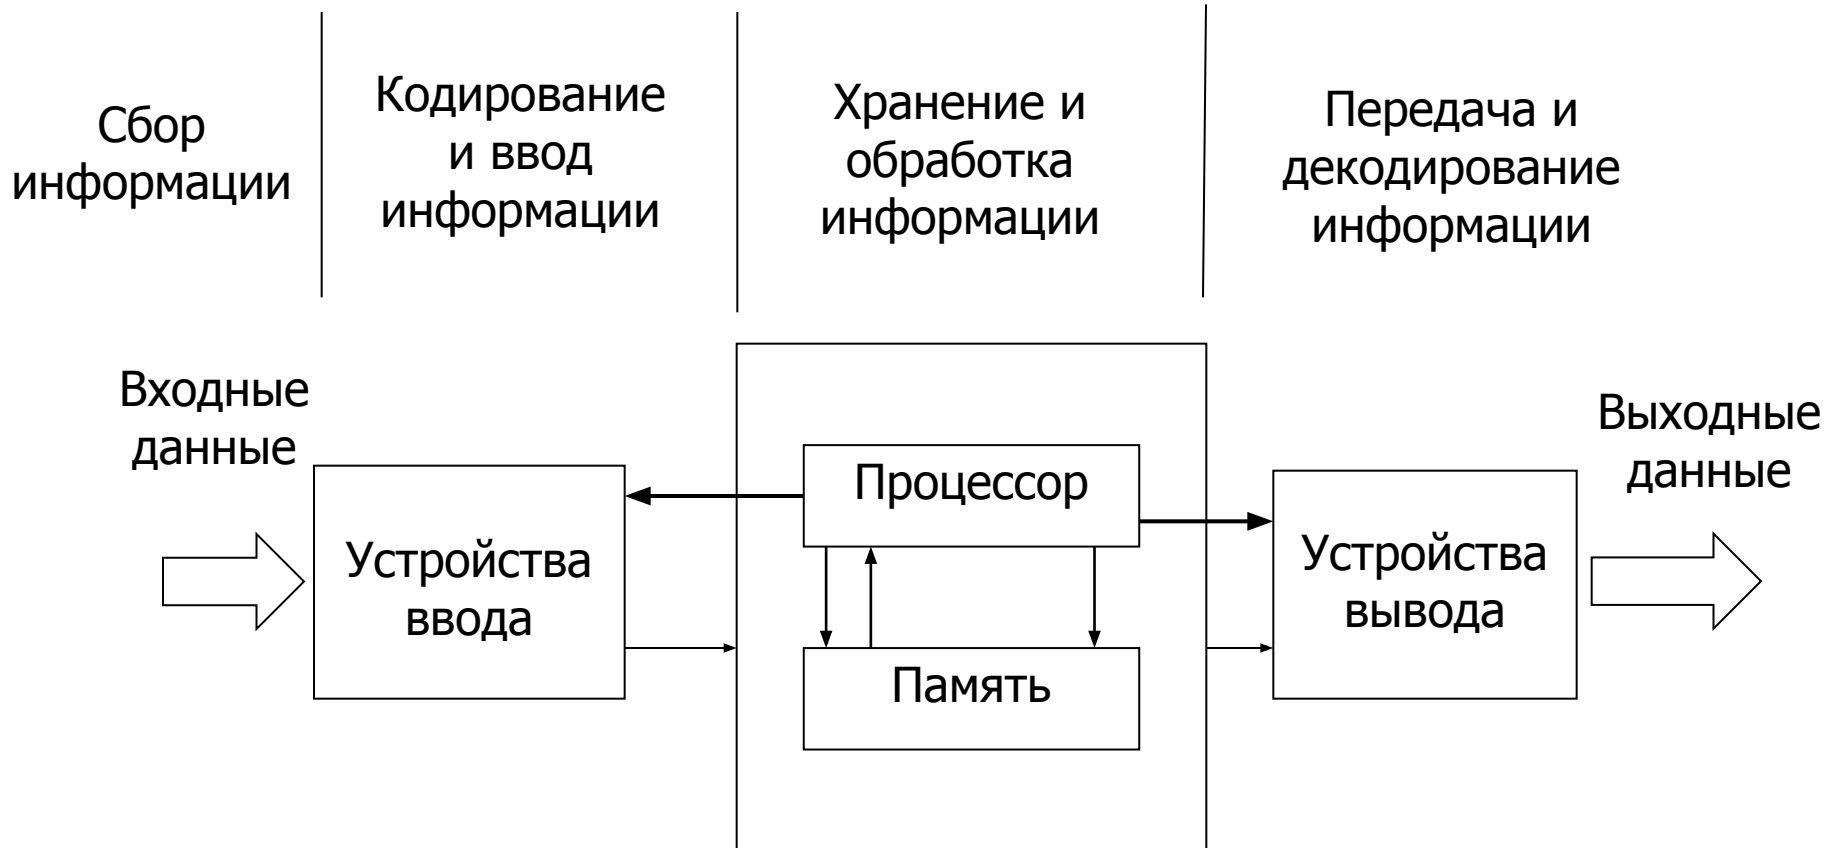 Сбор
информации
Кодирование
и ввод
информации
Хранение и
обработка
информации
Передача и
декодирование
информации
Входные
данные
Устройства
ввода
Процессор
Память
Устройства
вывода
Выходные
данные